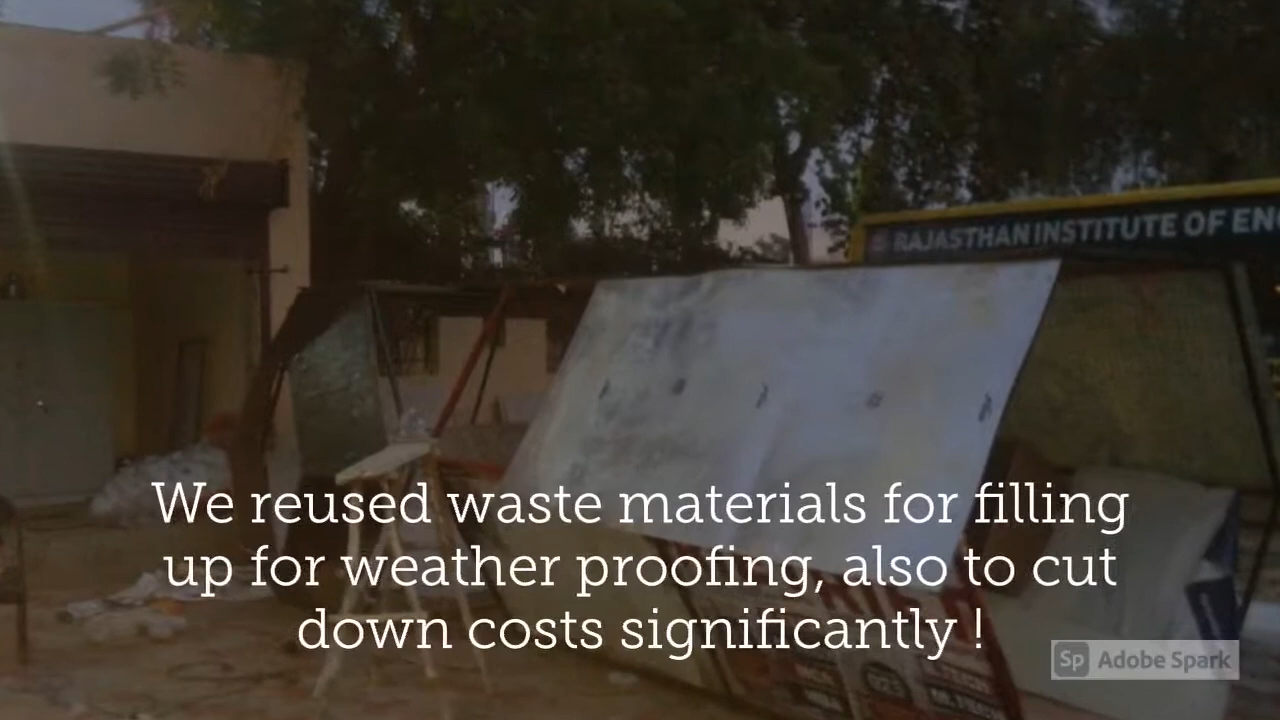 RAJASTHAN INSTITUTE OF EN
We reused waste materials for filling
up for weather proofing, also to cut
down costs significantly !
Sp Adobe Spark
M.TECH